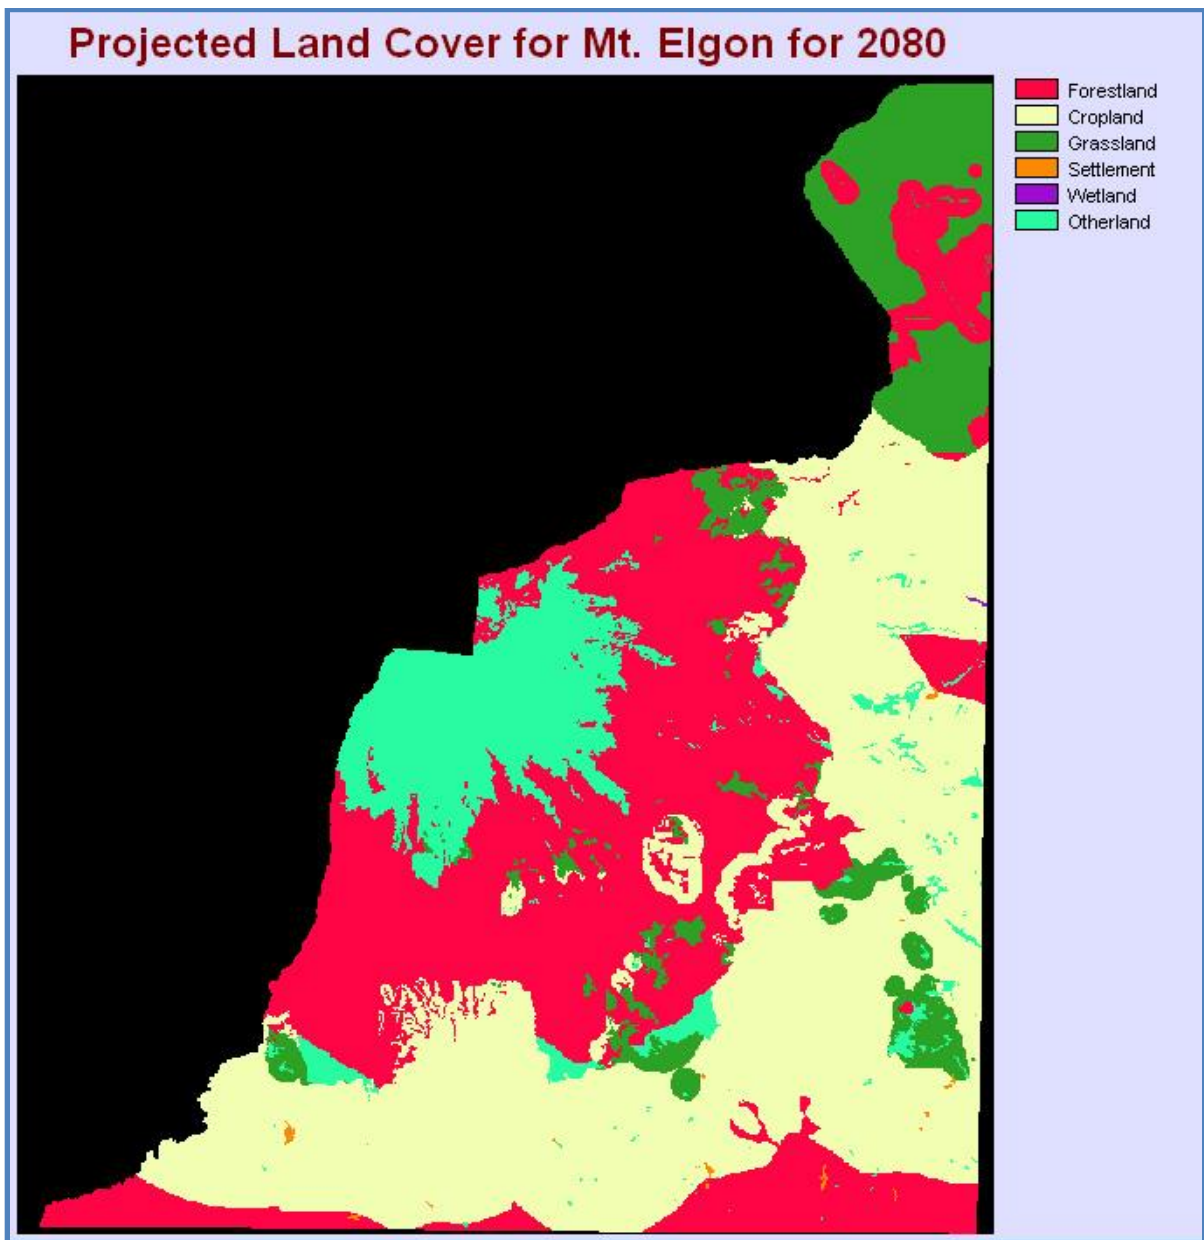 Projected Land Cover for Mt. Elgon for 2080
Forestland
Cropland
Grassland
Settlement
Wetland
Otherland